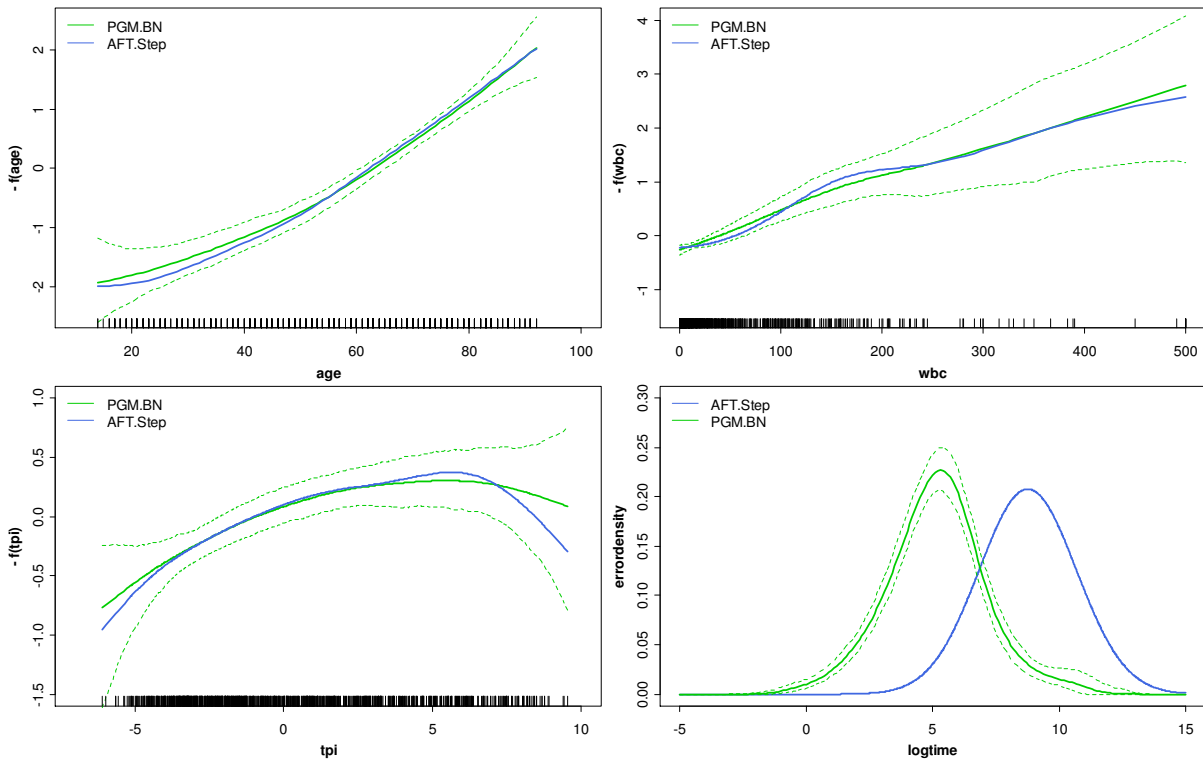 PGM.BN
AFT.Step
- f(age)
2
1
0
-1
-2
20
40
60
80
100
age
PGM.BN
AFT.Step
- f(wbc)
4
3
2
1
0
-1
0
100
200
300
400
500
wbc
PGM.BN
AFT.Step
- f(tpi)
1.0
0.5
0.0
-0.5
-1.0
-1.5
-5
0
5
10
tpi
AFT.Step
PGM.BN
errordensity
0.30
0.25
0.20
0.15
0.10
0.05
0.00
-5
0
5
10
15
logtime